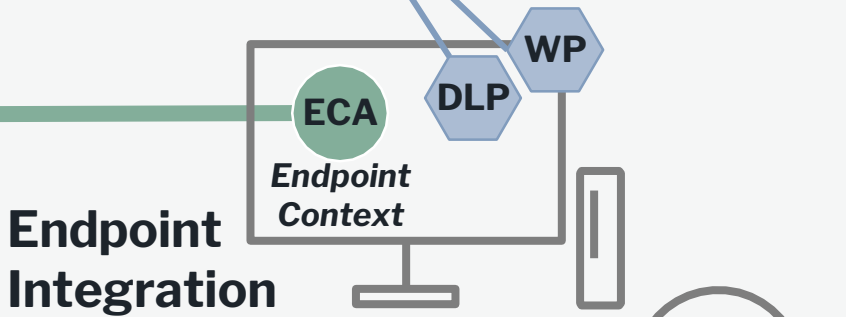 WP
DLP
ECA
Endpoint
Context
Endpoint
Integration